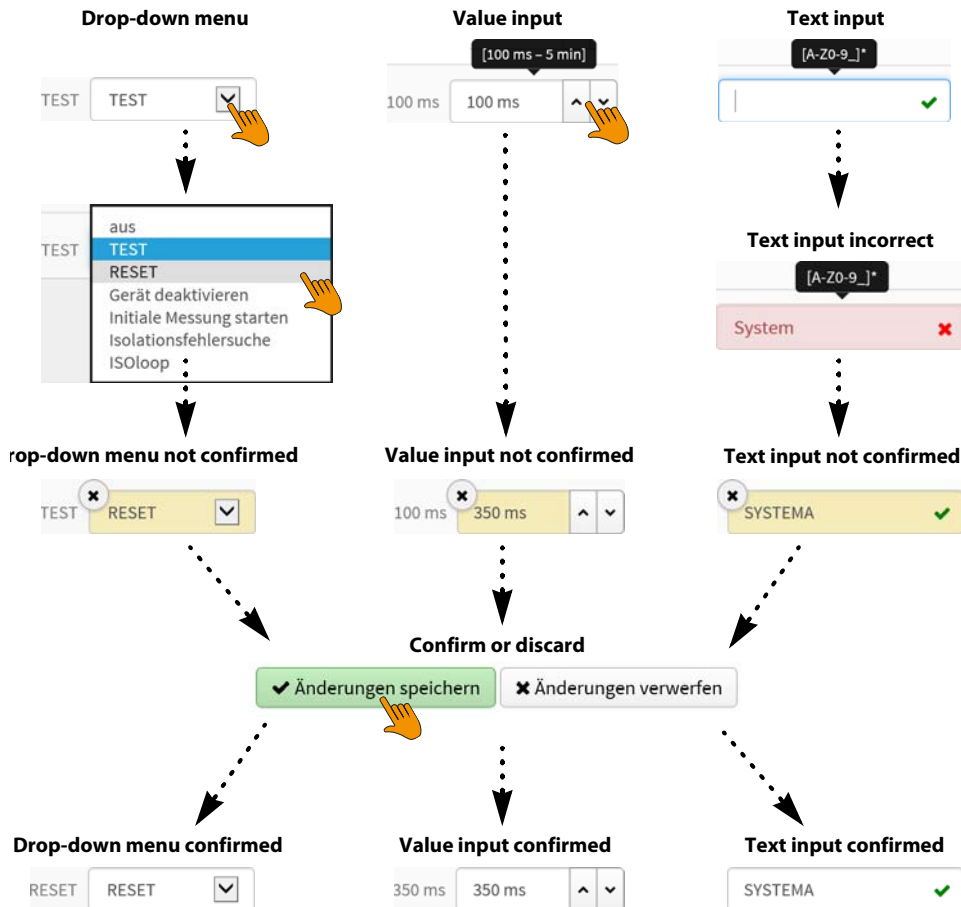 Drop-down menu
Value input
Text input
[100 ms – 5 min]
[A-Z0-9_]*
TEST
TEST
100 ms
100 ms
aus
TEST
TEST
RESET
Gerät deaktivieren
Initiale Messung starten
Isolationsfehlersuche
ISOloop
Text input incorrect
[A-Z0-9_]*
System
rop-down menu not confirmed
Value input not confirmed
Text input not confirmed
TEST
RESET
100 ms
350 ms
SYSTEMA
Confirm or discard
Änderungen speichern
Änderungen verwerfen
Drop-down menu confirmed
Value input confirmed
Text input confirmed
RESET
RESET
350 ms
350 ms
SYSTEMA